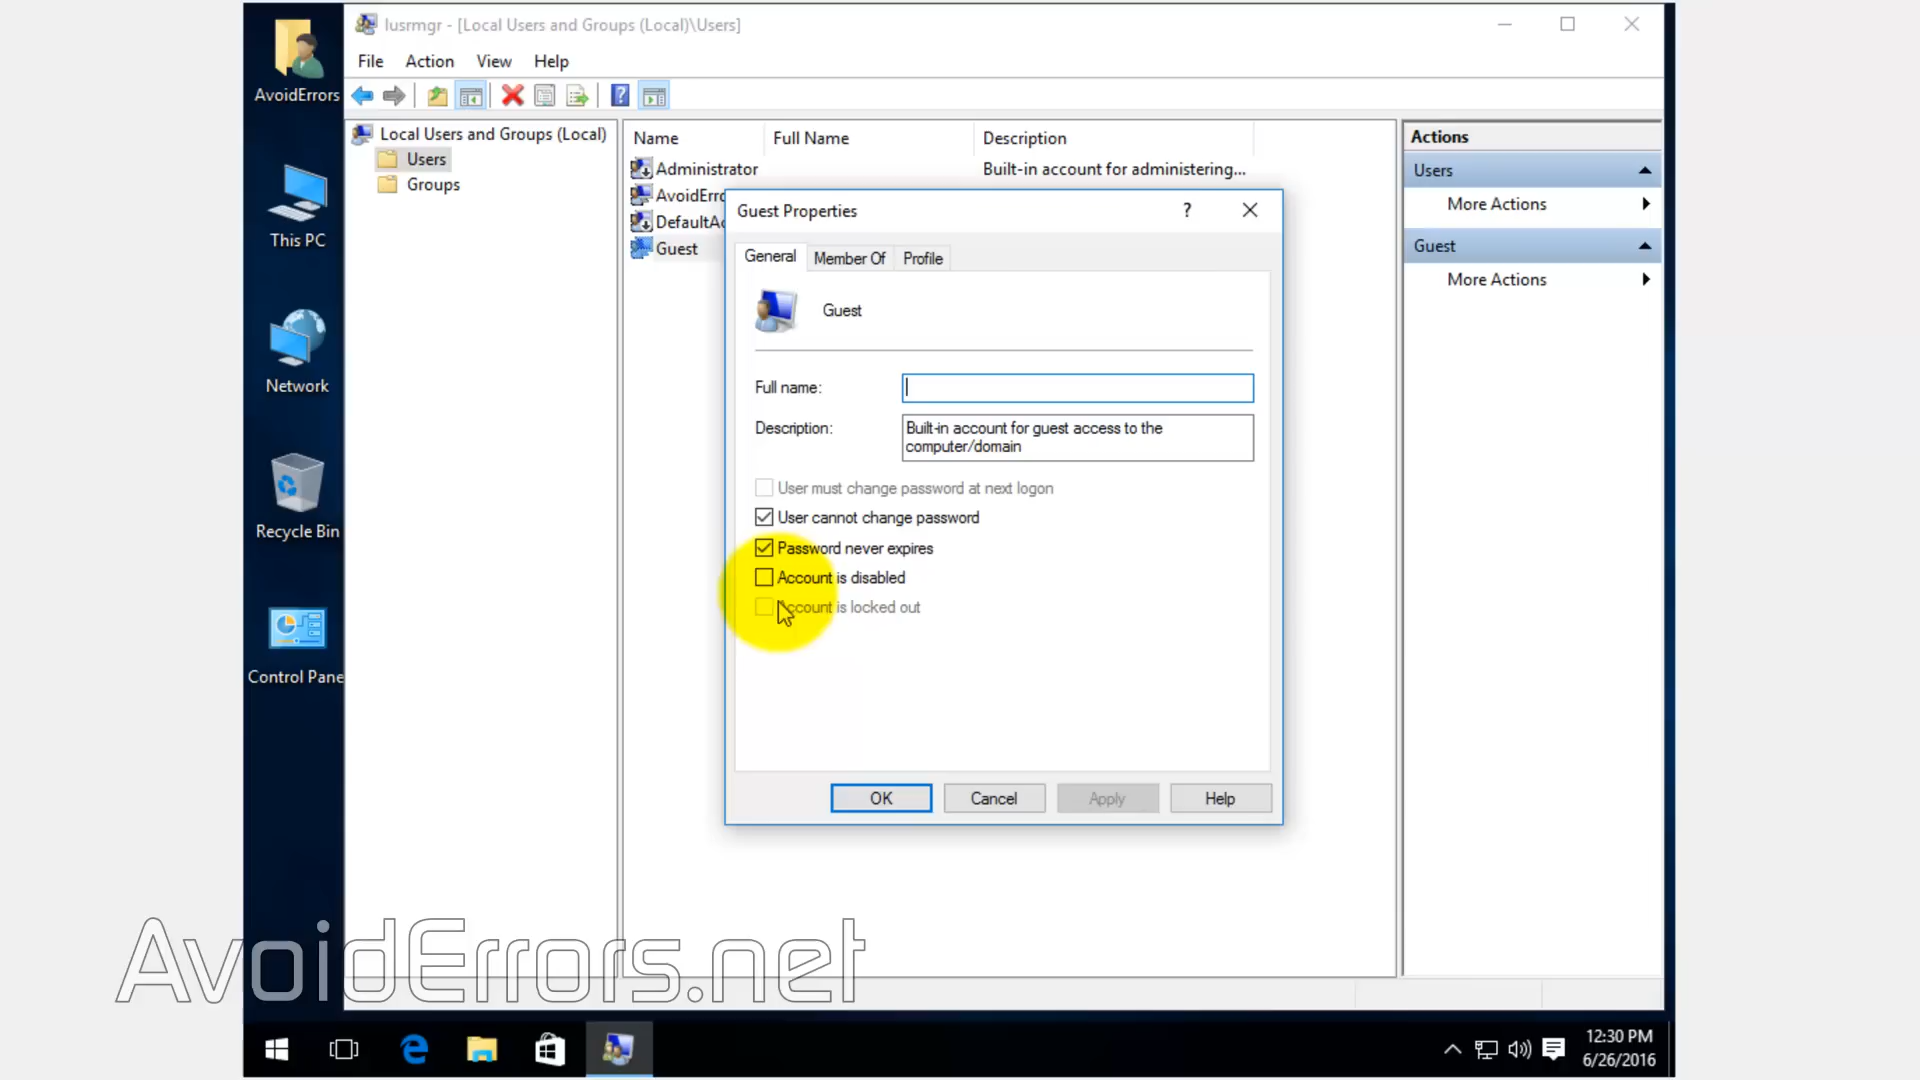 lusrmgr - [Local Users and Groups (Local)\Users]
File Action View Help
AvoidErrors
This PC
Network
Recycle Bin
Control Pane
Local Users and Groups (Local)
Users
Groups
Name Full Name Description
Administrator Built-in account for administering...
AvoidErro
DefaultAc
Guest
Guest Properties
?
General Member Of Profile
Guest
Full name:
Description: Built-in account for guest access to the
computer/domain
User must change password at next logon
User cannot change password
Password never expires
Account is disabled
Account is locked out
OK Cancel Apply Help
Actions
Users
More Actions
Guest
More Actions
AvoidErrors.net
12:30 PM
6/26/2016